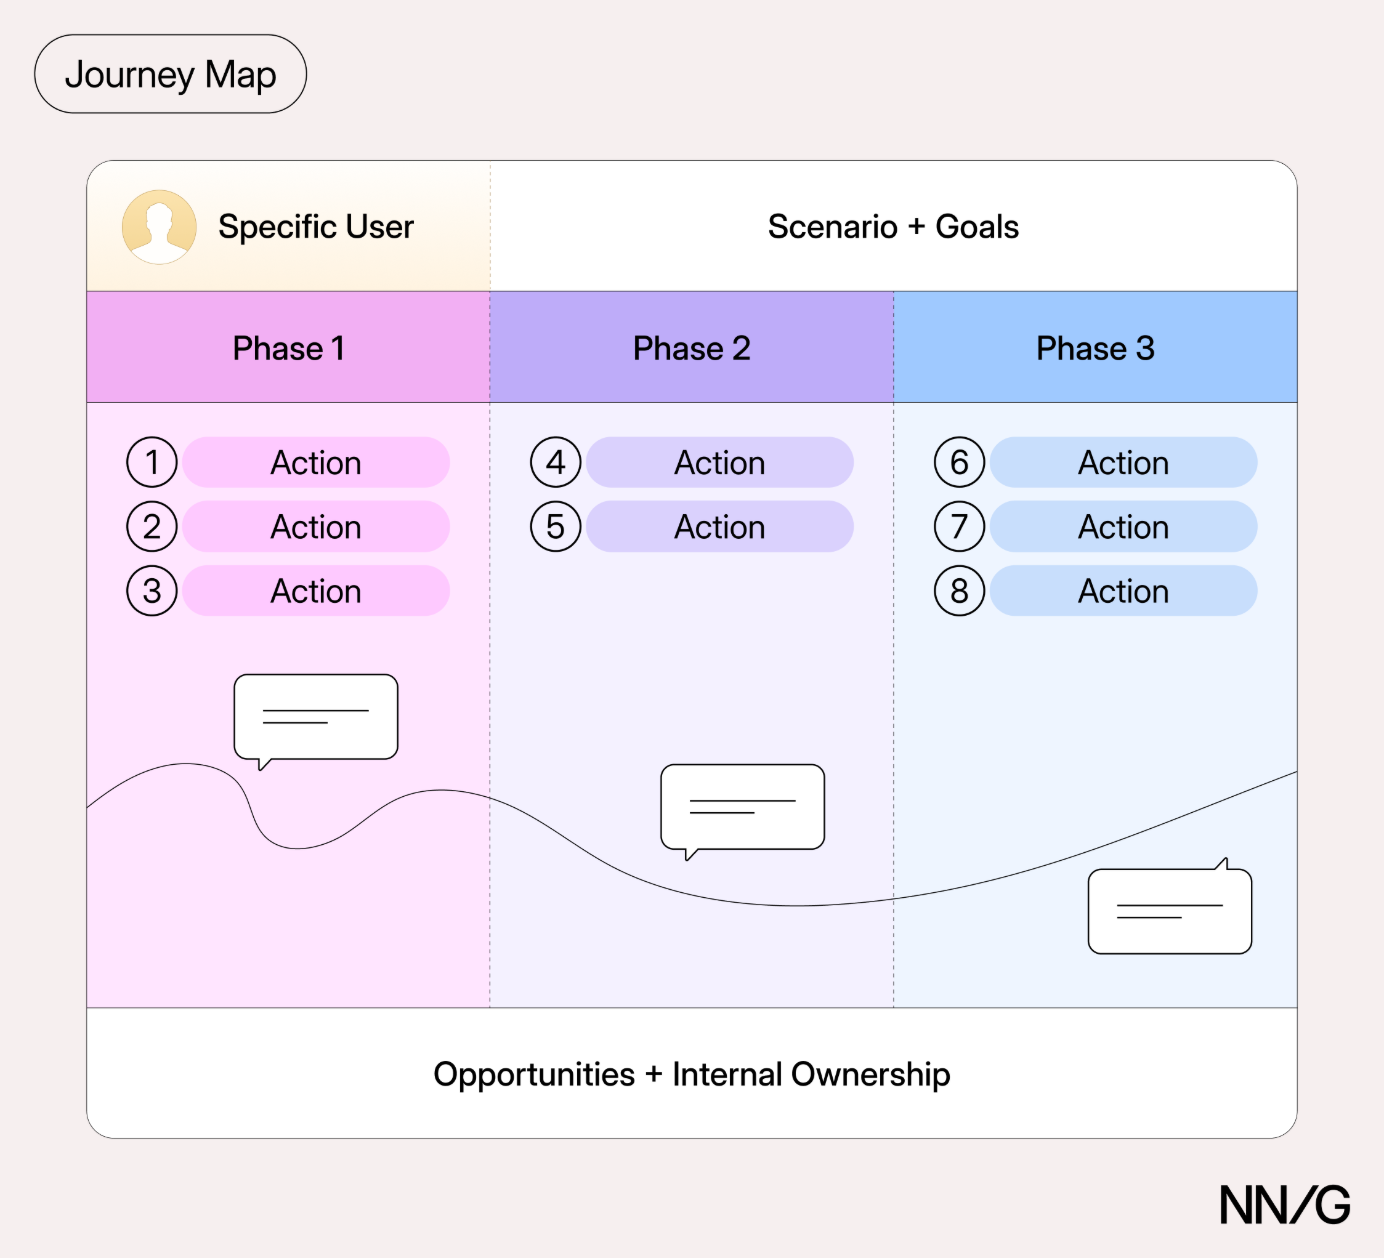 Journey Map
Specific User
Scenario + Goals
Phase 1
Phase 2
Phase 3
1 Action
2 Action
3 Action
4 Action
5 Action
6 Action
7 Action
8 Action
Opportunities + Internal Ownership
NN/G